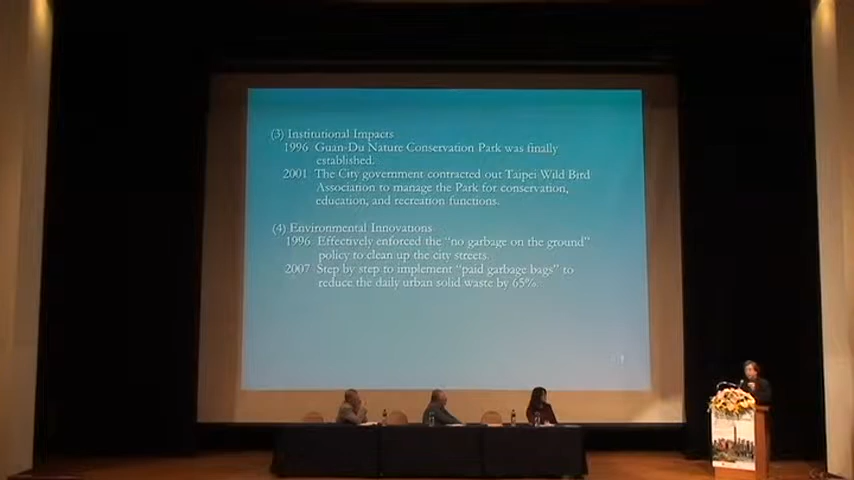 (3) Institutional Impacts
1996 Guan-Du Nature Conservation Park was finally
established.
2001 The City government contracted out Taipei Wild Bird
Association to manage the Park for conservation,
education, and recreation functions.
(4) Environmental Innovations
1996 Effectively enforced the “no garbage on the ground”
policy to clean up the city streets.
2007 Step by step to implement “paid garbage bags” to
reduce the daily urban solid waste by 65%.